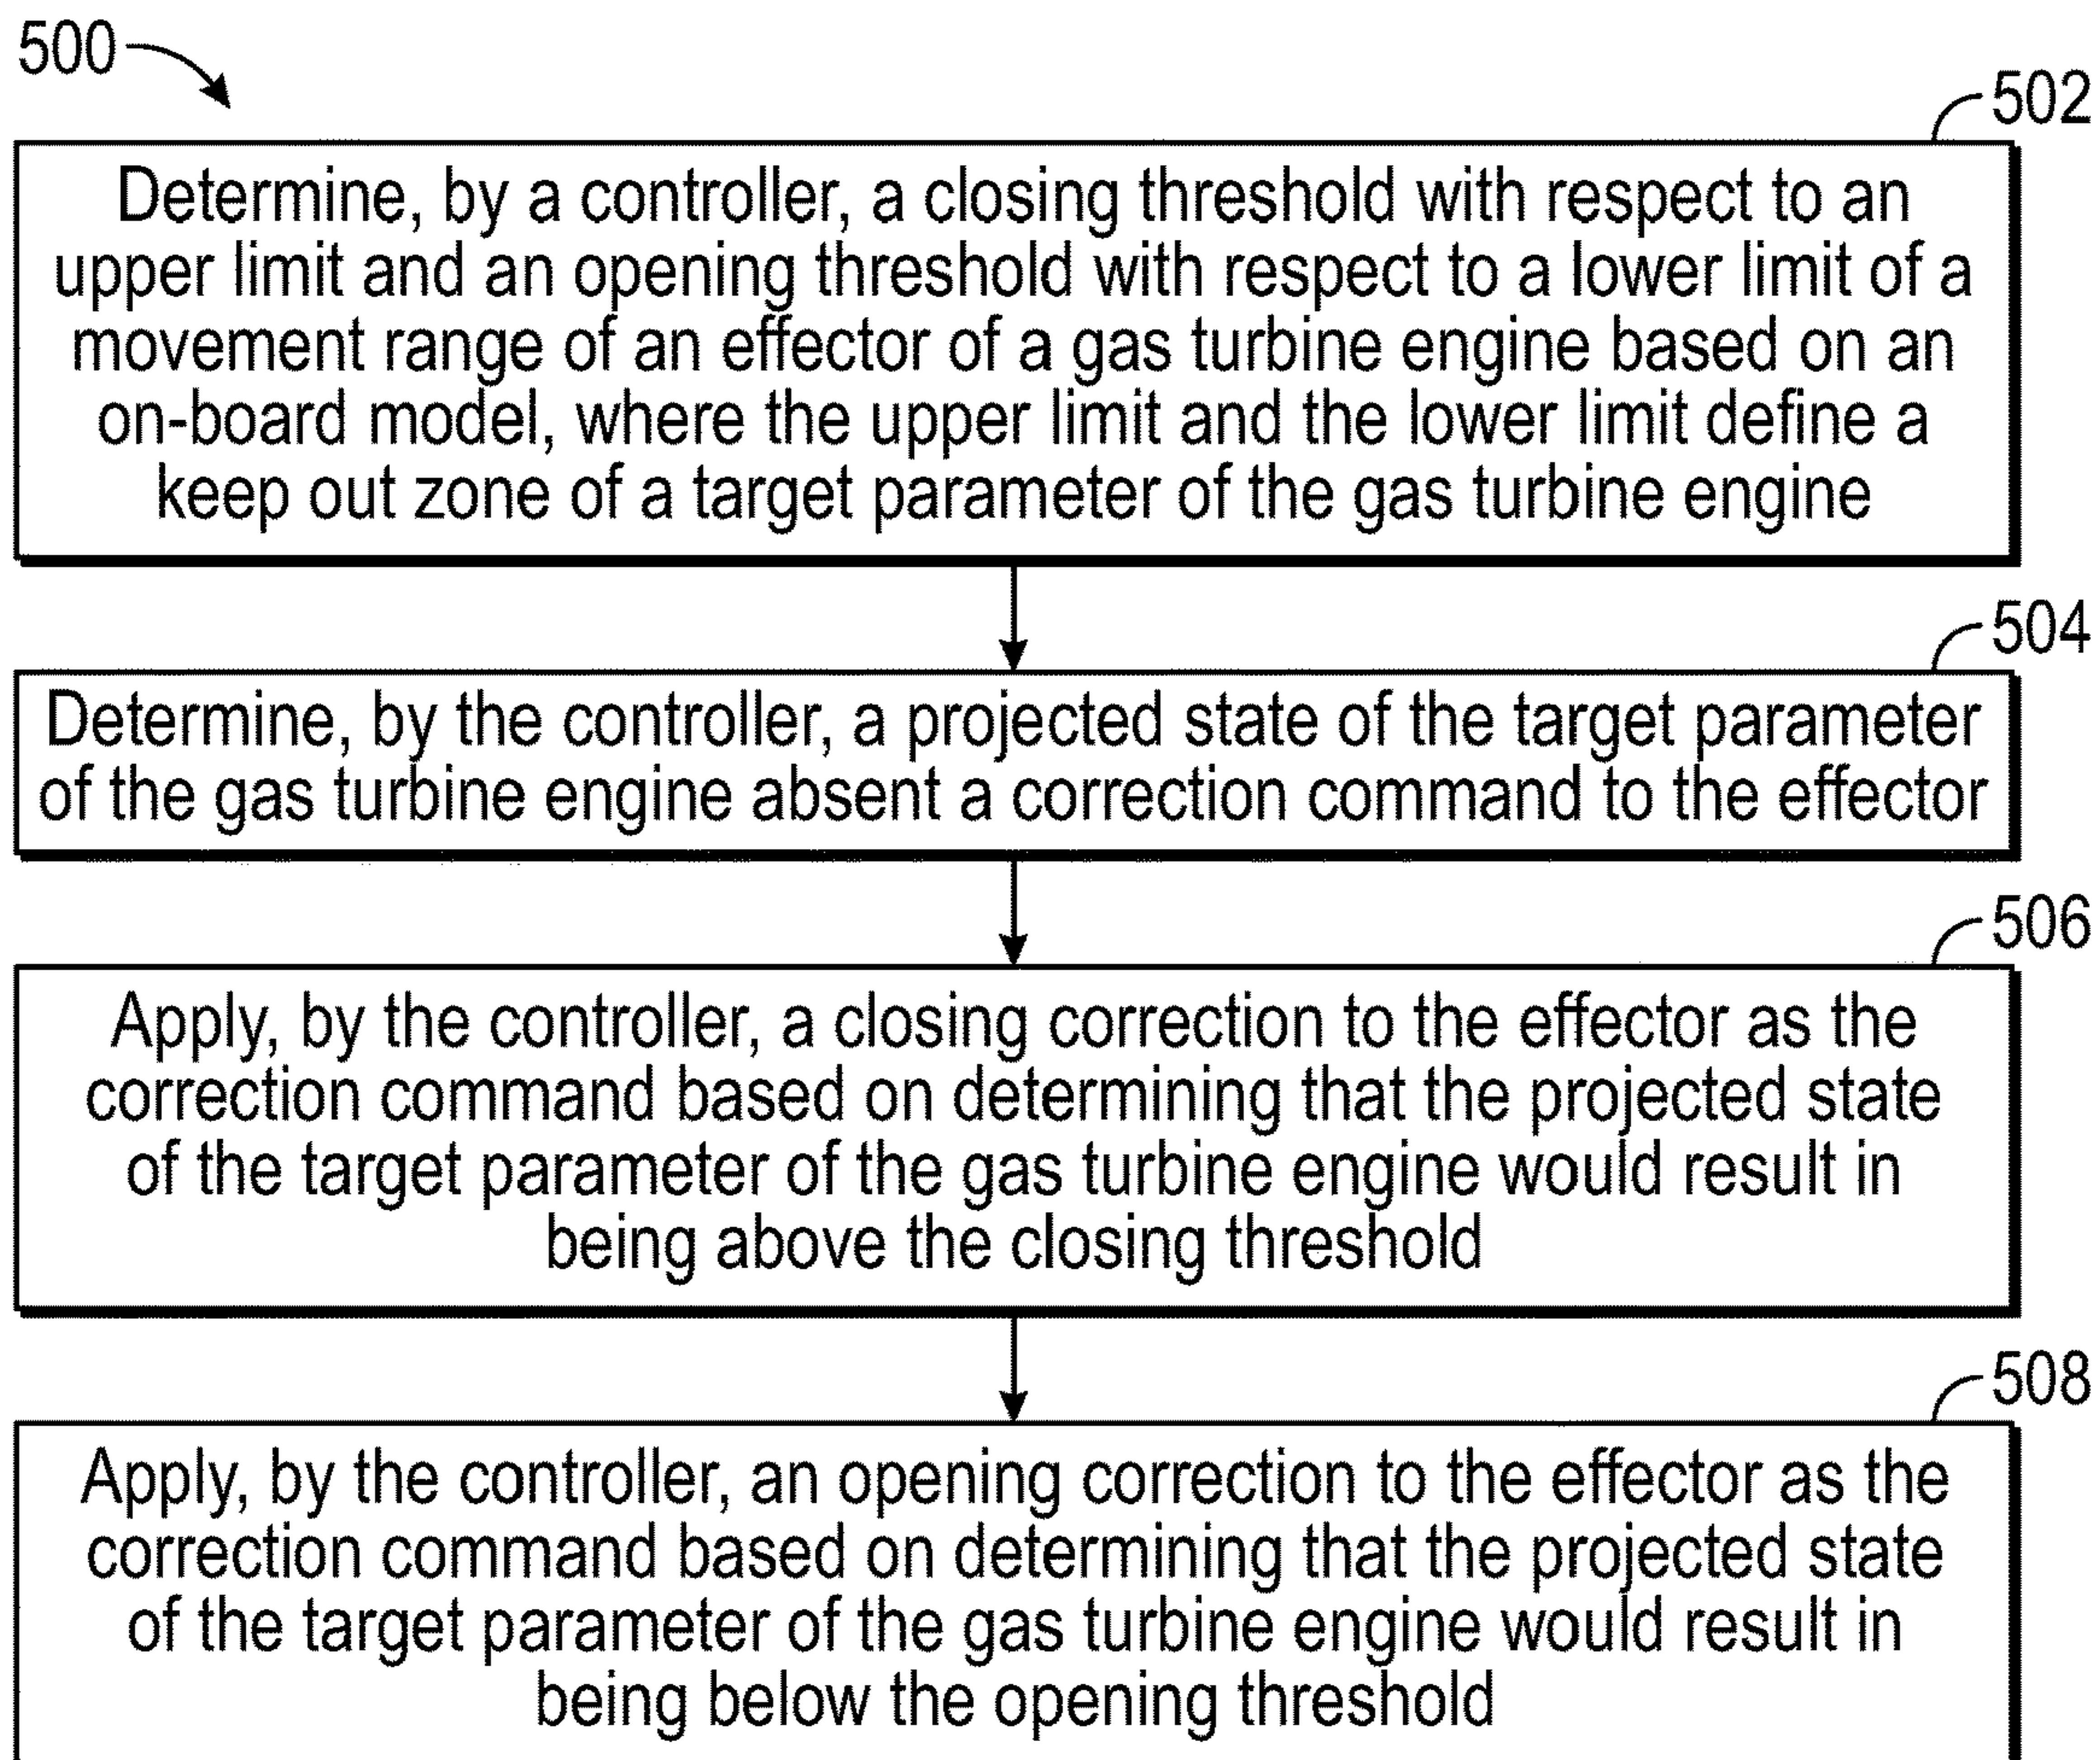 500
502
Determine, by a controller, a closing threshold with respect to an
upper limit and an opening threshold with respect to a lower limit of a
movement range of an effector of a gas turbine engine based on an
on-board model, where the upper limit and the lower limit define a
keep out zone of a target parameter of the gas turbine engine
504
Determine, by the controller, a projected state of the target parameter
of the gas turbine engine absent a correction command to the effector
506
Apply, by the controller, a closing correction to the effector as the
correction command based on determining that the projected state
of the target parameter of the gas turbine engine would result in
being above the closing threshold
508
Apply, by the controller, an opening correction to the effector as the
correction command based on determining that the projected state
of the target parameter of the gas turbine engine would result in
being below the opening threshold